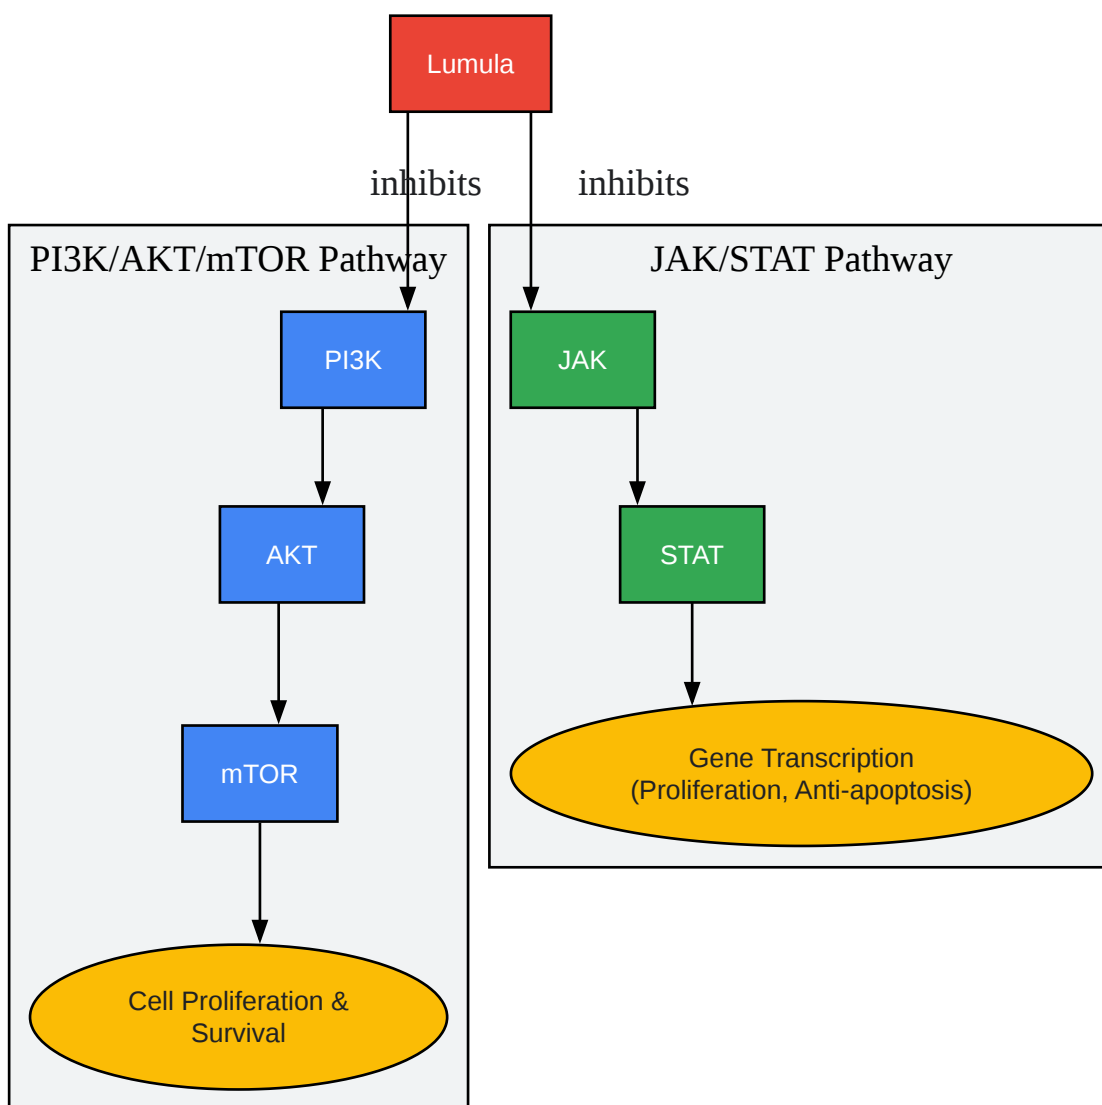 Lumula
inhibits
inhibits
PI3K/AKT/mTOR Pathway
PI3K
AKT
mTOR
Cell Proliferation &
Survival
JAK/STAT Pathway
JAK
STAT
Gene Transcription
(Proliferation, Anti-apoptosis)